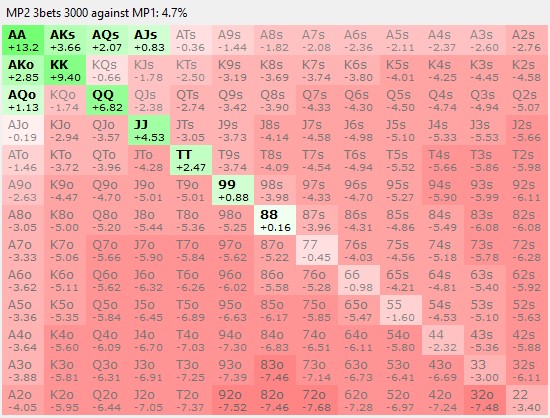 MP2 3bets 3000 against MP1: 4.7%
AA AKs AQs AJs ATs A9s A8s A7s A6s A5s A4s A3s A2s
+13.2 +3.66 +2.07 +0.83 -0.36 -1.44 -1.82 -2.08 -2.36 -2.11 -2.37 -2.60 -2.76
AKo KK KQs KJs KTs K9s K8s K7s K6s K5s K4s K3s K2s
+2.85 +9.40 -0.66 -1.78 -2.50 -3.19 -3.69 -3.74 -3.80 -4.01 -4.25 -4.45 -4.58
AQo KQo QQ QJs QTs Q9s Q8s Q7s Q6s Q5s Q4s Q3s Q2s
+1.13 -1.74 +6.82 -2.38 -2.74 -3.42 -3.90 -4.33 -4.30 -4.50 -4.74 -4.94 -5.07
AJo KJo QJo JJ JTs J9s J8s J7s J6s J5s J4s J3s J2s
-0.19 -2.94 -3.57 +4.53 -3.05 -3.73 -4.14 -4.58 -4.98 -5.10 -5.33 -5.53 -5.66
ATo KTo QTo JTo TT T9s T8s T7s T6s T5s T4s T3s T2s
-1.46 -3.72 -3.96 -4.28 +2.47 -3.74 -4.09 -4.54 -4.94 -5.52 -5.66 -5.86 -5.98
A9o K9o Q9o J9o T9o 99 98s 97s 96s 95s 94s 93s 92s
-2.63 -4.47 -4.70 -5.01 -5.01 +0.88 -3.98 -4.33 -4.70 -5.27 -5.90 -5.99 -6.11
A8o K8o Q8o J8o T8o 98o 88 87s 86s 85s 84s 83s 82s
-3.05 -5.00 -5.20 -5.44 -5.36 -5.25 +0.16 -3.96 -4.31 -4.86 -5.49 -6.08 -6.08
A7o K7o Q7o J7o T7o 97o 87o 77 76s 75s 74s 73s 72s
-3.33 -5.06 -5.66 -5.90 -5.84 -5.62 -5.22 -0.45 -4.03 -4.56 -5.18 -5.78 -6.28
A6o K6o Q6o J6o T6o 96o 86o 76o 66 65s 64s 63s 62s
-3.62 -5.11 -5.62 -6.32 -6.26 -6.02 -5.58 -5.28 -0.98 -4.21 -4.81 -5.40 -5.92
A5o K5o Q5o J5o T5o 95o 85o 75o 65o 55 54s 53s 52s
-3.36 -5.35 -5.84 -6.45 -6.89 -6.63 -6.17 -5.85 -5.47 -1.60 -4.53 -5.10 -5.63
A4o K4o Q4o J4o T4o 94o 84o 74o 64o 54o 44 43s 42s
-3.64 -5.60 -6.09 -6.70 -7.03 -7.30 -6.83 -6.51 -6.11 -5.80 -2.32 -5.36 -5.88
A3o K3o Q3o J3o T3o 93o 83o 73o 63o 53o 43o 33 32s
-3.88 -5.81 -6.31 -6.91 -7.25 -7.39 -7.46 -7.14 -6.73 -6.41 -6.69 -3.00 -6.11
A2o K2o Q2o J2o T2o 92o 82o 72o 62o 52o 42o 32o 22
-4.05 -5.95 -6.44 -7.05 -7.37 -7.52 -7.46 -7.68 -7.28 -6.97 -7.24 -7.48 -3.40